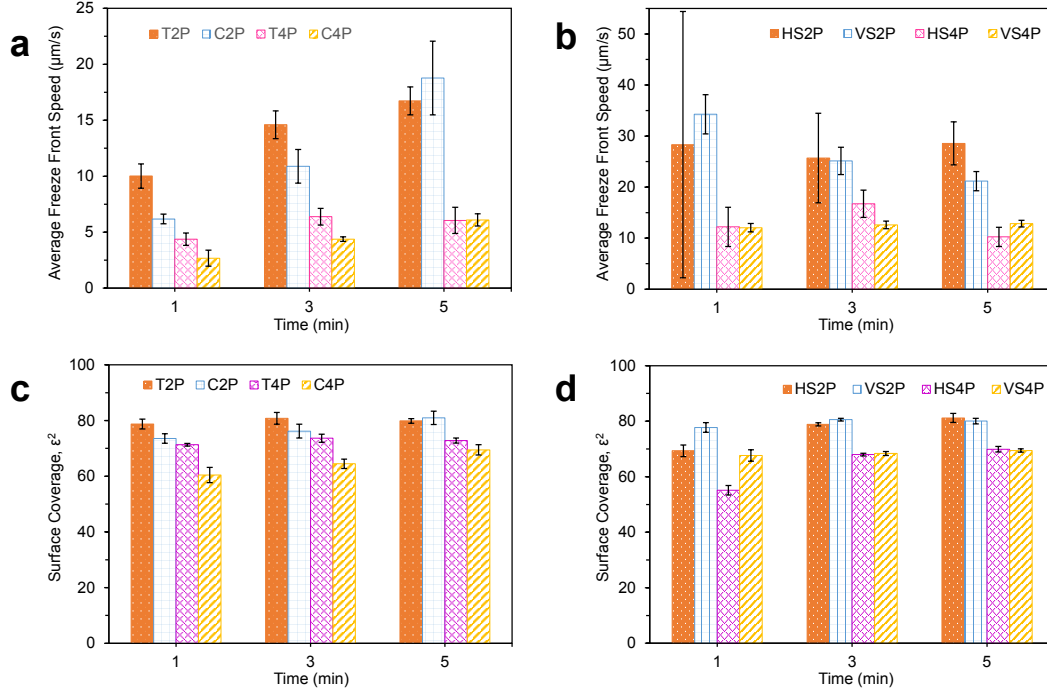 a
T2P C2P T4P C4P
Average Freeze Front Speed (μm/s)
25
20
15
10
5
0
1 3 5
Time (min)
b
HS2P VS2P HS4P VS4P
Average Freeze Front Speed (μm/s)
50
40
30
20
10
0
1 3 5
Time (min)
c
T2P C2P T4P C4P
Surface Coverage, ε²
100
80
60
40
20
0
1 3 5
Time (min)
d
HS2P VS2P HS4P VS4P
Surface Coverage, ε²
100
80
60
40
20
0
1 3 5
Time (min)